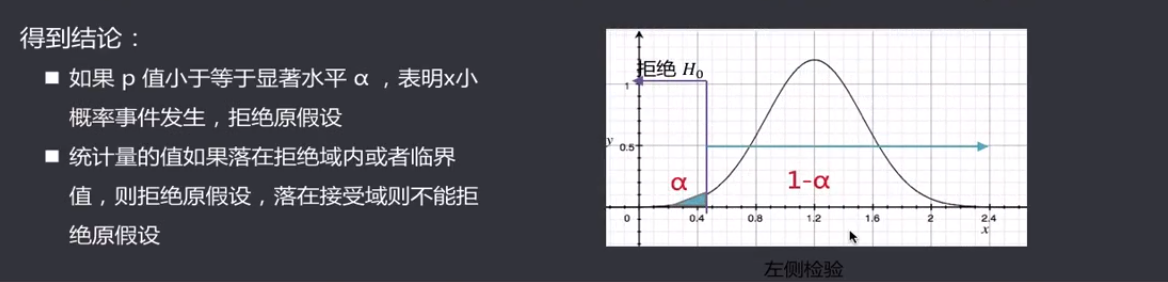 得到结论：
■ 如果 p 值小于等于显著水平 α ，表明x小
概率事件发生，拒绝原假设
■ 统计量的值如果落在拒绝域内或者临界
值，则拒绝原假设，落在接受域则不能拒
绝原假设
拒绝 H₀
1
y
0.5
α
1-α
0
0.4
0.8
1.2
1.6
2
2.4
x
左侧检验